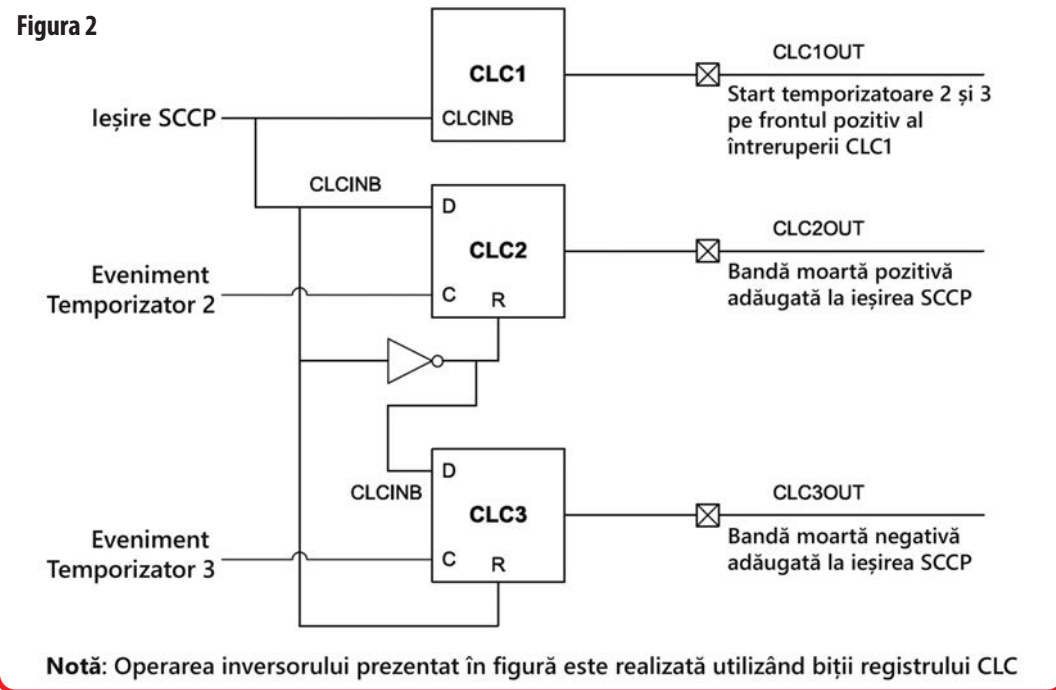 Figura 2
CLC1
CLCINB
Ieșire SCCP
CLC1OUT
Start temporizatoare 2 și 3
pe frontul pozitiv al
întreruperii CLC1
CLCINB
D
CLC2
C
R
Eveniment
Temporizator 2
CLC2OUT
Bandă moartă pozitivă
adăugată la ieșirea SCCP
D
CLCINB
CLC3
C
R
Eveniment
Temporizator 3
CLC3OUT
Bandă moartă negativă
adăugată la ieșirea SCCP
Notă: Operarea inversorului prezentat în figură este realizată utilizând biții registrului CLC